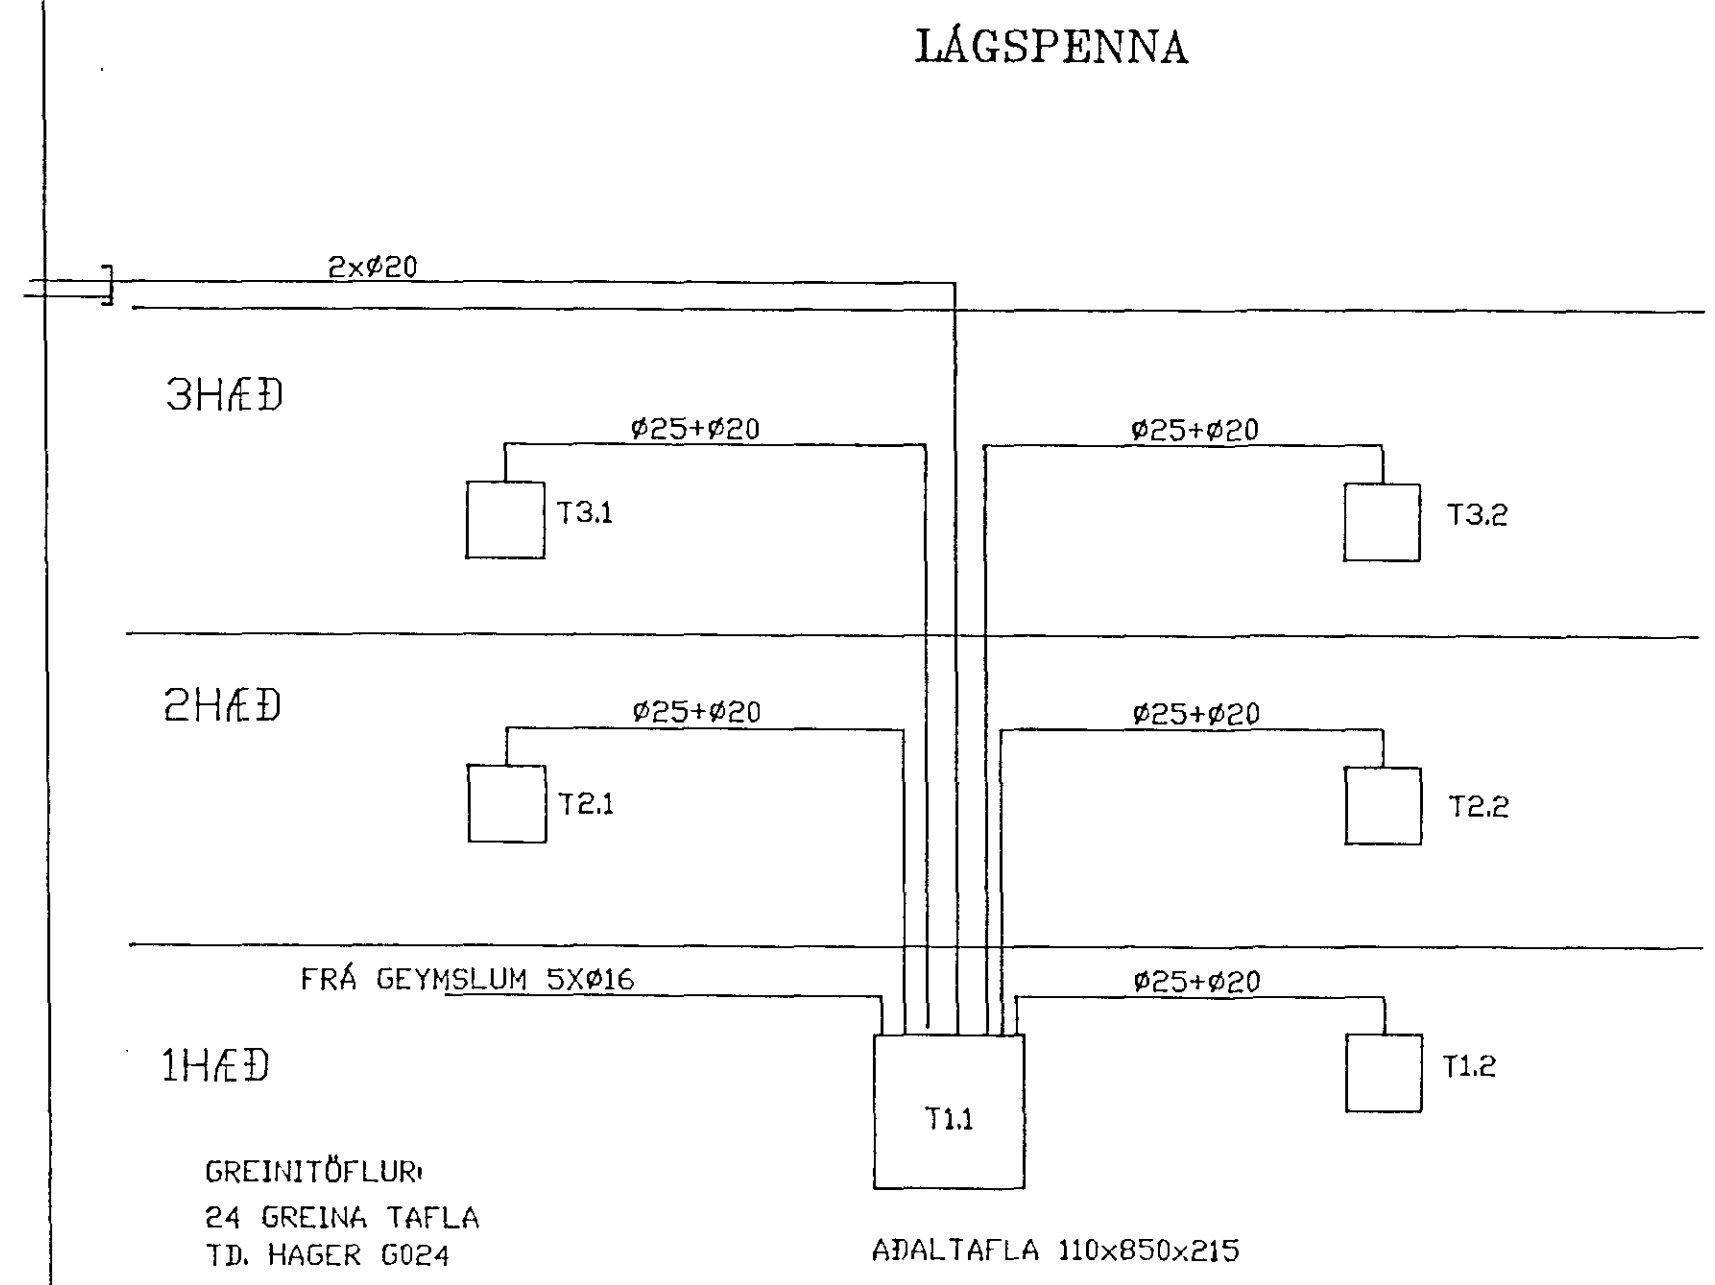 LÁGSPENNA
2xø20
3HÆÐ
ø25+ø20
ø25+ø20
T3.1
T3.2
2HÆÐ
ø25+ø20
ø25+ø20
T2.1
T2.2
FRÁ GEYMSLUM 5Xø16
ø25+ø20
1HÆÐ
T1.2
T1.1
GREINITÖFLUR:
24 GREINA TAFLA
TD. HAGER G024
AÐALTAFLA 110x850x215